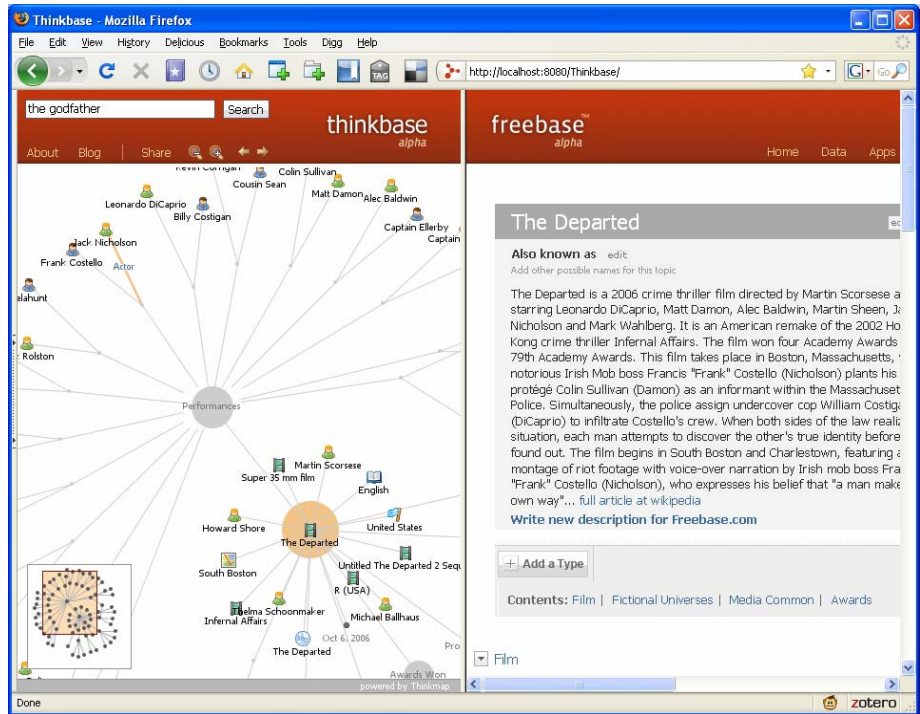 Thinkbase - Mozilla Firefox
File Edit View History Delicious Bookmarks Tools Digg Help
TAG
http://localhost:8080/Thinkbase/
G Go
the godfather
Search
thinkbase
alpha
About Blog | Share
freebase™
alpha
Home Data Apps
Kevin Corrigan
Colin Sullivan
Cousin Sean
Matt Damon
Alec Baldwin
Leonardo DiCaprio
Billy Costigan
Captain Ellerby
Captain
Jack Nicholson
Frank Costello
Actor
elahunt
Rolston
Performances
Martin Scorsese
Super 35 mm film
English
Howard Shore
United States
The Departed
South Boston
Untitled The Departed 2 Sequ
R (USA)
Thelma Schoonmaker
Infernal Affairs
Michael Ballhaus
Oct 6, 2006
The Departed
Pro
Awards Won
powered by Thinkmap
The Departed
ed
Also known as edit
Add other possible names for this topic
The Departed is a 2006 crime thriller film directed by Martin Scorsese a
starring Leonardo DiCaprio, Matt Damon, Alec Baldwin, Martin Sheen, Ja
Nicholson and Mark Wahlberg. It is an American remake of the 2002 Ho
Kong crime thriller Infernal Affairs. The film won four Academy Awards
79th Academy Awards. This film takes place in Boston, Massachusetts,
notorious Irish Mob boss Francis "Frank" Costello (Nicholson) plants his
protégé Colin Sullivan (Damon) as an informant within the Massachuset
Police. Simultaneously, the police assign undercover cop William Costiga
(DiCaprio) to infiltrate Costello's crew. When both sides of the law realiz
situation, each man attempts to discover the other's true identity before
found out. The film begins in South Boston and Charlestown, featuring a
montage of riot footage with voice-over narration by Irish mob boss Fra
"Frank" Costello (Nicholson), who expresses his belief that "a man make
own way"... full article at wikipedia
Write new description for Freebase.com
+ Add a Type
Contents: Film | Fictional Universes | Media Common | Awards
Film
Done
zotero